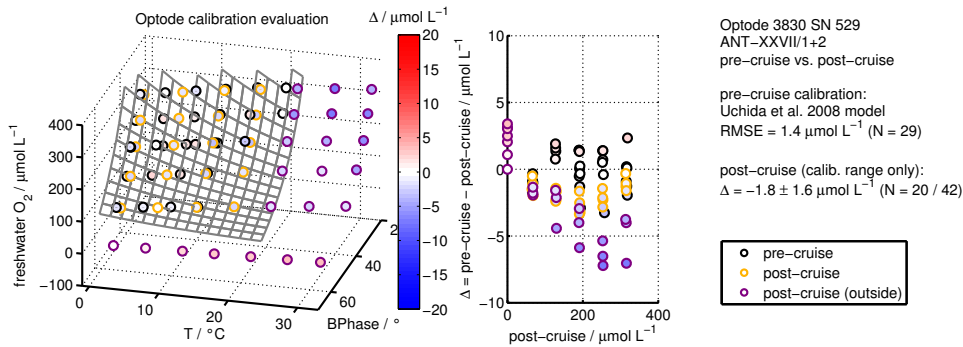 Optode calibration evaluation
Δ / μmol L⁻¹
freshwater O₂ / μmol L⁻¹
400
300
200
100
0
−100
0
10
20
30
T / °C
60
40
2
BPhase / °
20
15
10
5
0
−5
−10
−15
−20
Δ = pre−cruise − post−cruise / μmol L⁻¹
10
5
0
−5
−10
0
200
400
post−cruise / μmol L⁻¹
Optode 3830 SN 529
ANT−XXVII/1+2
pre−cruise vs. post−cruise
pre−cruise calibration:
Uchida et al. 2008 model
RMSE = 1.4 μmol L⁻¹ (N = 29)
post−cruise (calib. range only):
Δ = −1.8 ± 1.6 μmol L⁻¹ (N = 20 / 42)
pre−cruise
post−cruise
post−cruise (outside)